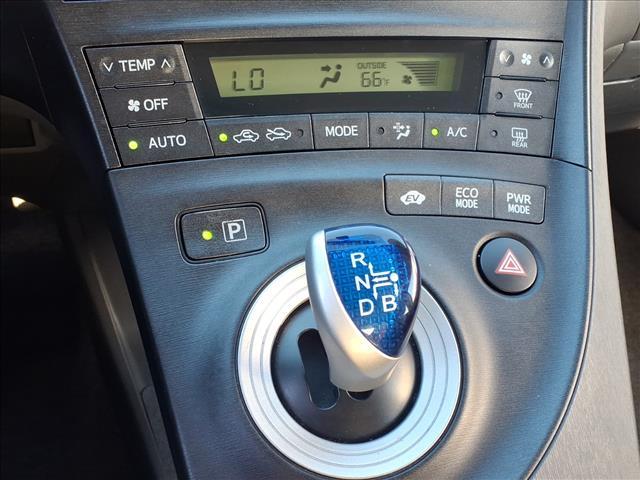 TEMP
OFF
AUTO
LO
OUTSIDE
66°F
MODE
A/C
FRONT
REAR
EV
ECO MODE
PWR MODE
P
R
N
D B